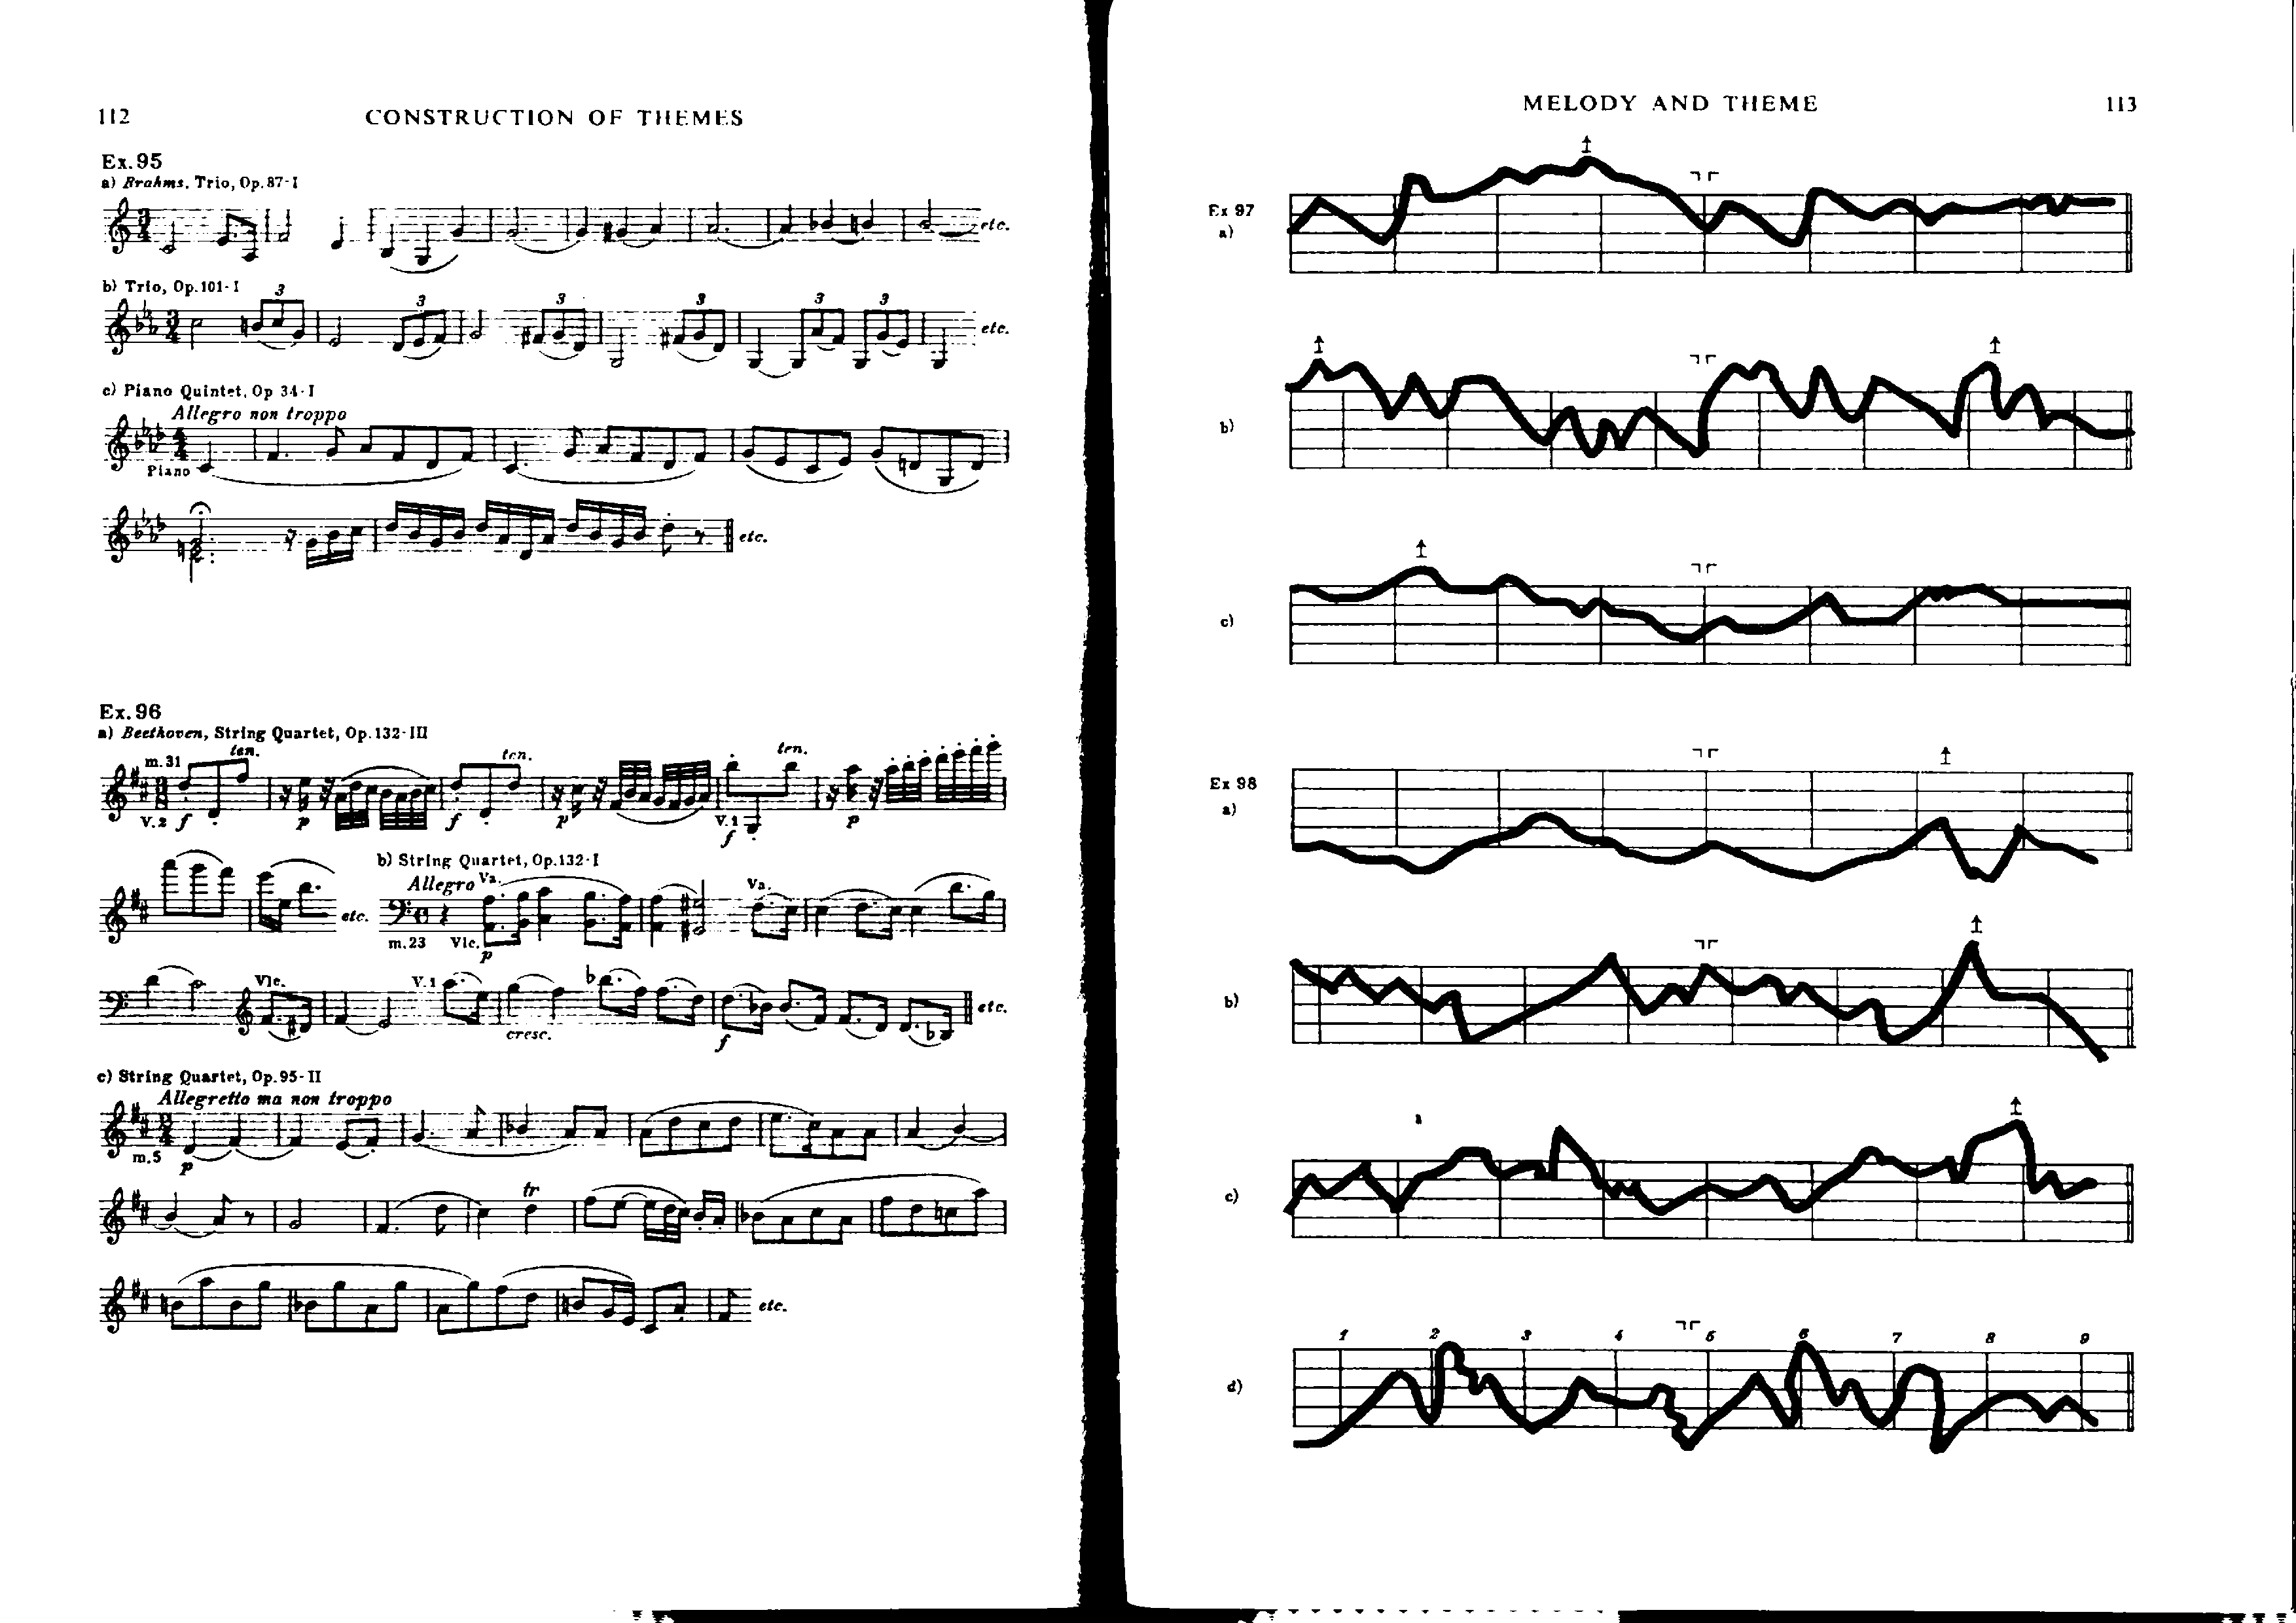 112 CONSTRUCTION OF THEMES
Ex. 95
a) Brahms. Trio, Op. 87-I
etc.
b) Trio, Op. 101-I
3 3 3 3 3 3
etc.
c) Piano Quintet, Op 34-I
Allegro non troppo
Piano
etc.
Ex. 96
a) Beethoven, String Quartet, Op. 132-III
m. 31 ten. ten. ten.
V. 2 f p f p V. 1 f p
b) String Quartet, Op. 132-I
Allegro Va. Va.
etc.
m. 23 Vlc. p
Vlc. V. 1
cresc. f etc.
c) String Quartet, Op. 95-II
Allegretto ma non troppo
m. 5 p
tr
etc.
MELODY AND THEME 113
Ex 97
a)
b)
c)
Ex 98
a)
b)
c)
1 2 3 4 5 6 7 8 9
d)